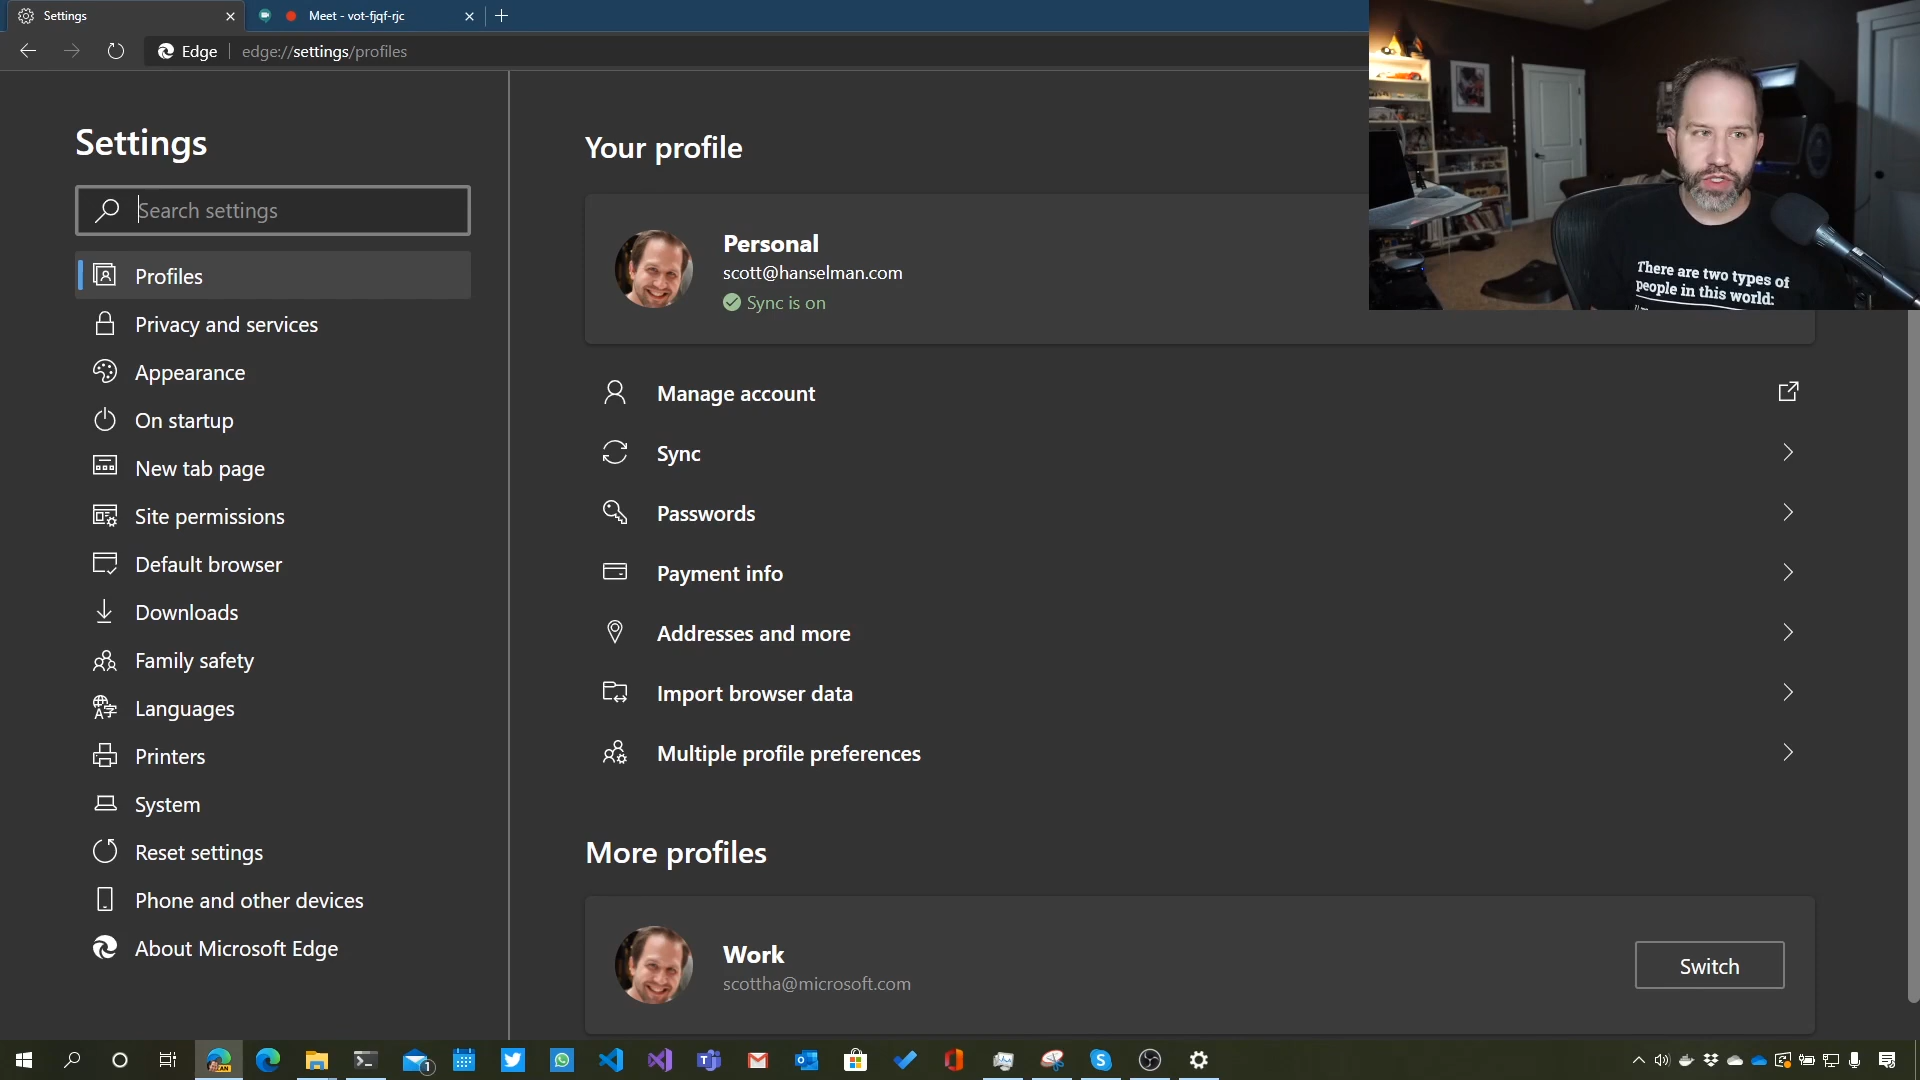 Settings
Meet - vot-fjqf-rjc
Edge
edge://settings/profiles
Settings
Search settings
Profiles
Privacy and services
Appearance
On startup
New tab page
Site permissions
Default browser
Downloads
Family safety
Languages
Printers
System
Reset settings
Phone and other devices
About Microsoft Edge
Your profile
Personal
scott@hanselman.com
Sync is on
Manage account
Sync
Passwords
Payment info
Addresses and more
Import browser data
Multiple profile preferences
More profiles
Work
scottha@microsoft.com
Switch
There are two types of
people in this world:
1